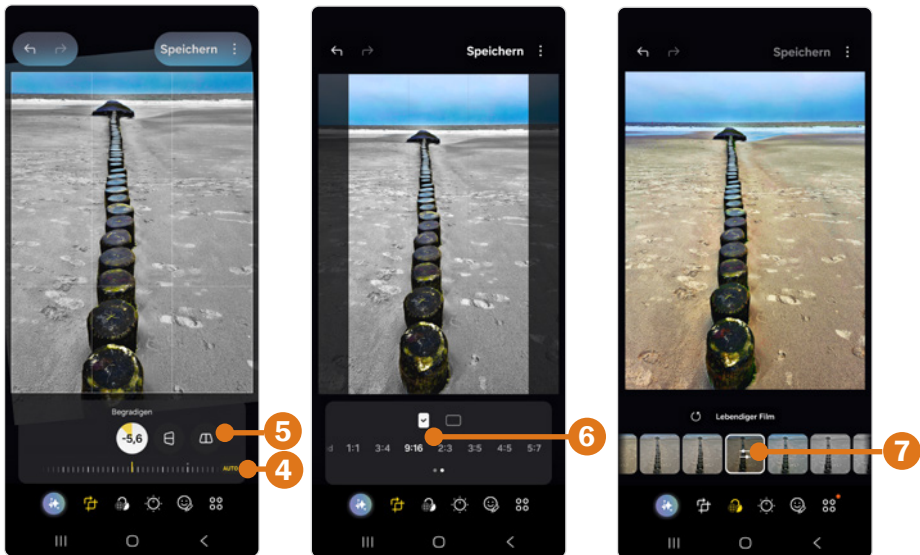 Speichern
Begradigen
-5,6
5
AUTO
4
Speichern
1:1 3:4 9:16 2:3 3:5 4:5 5:7
6
Speichern
Lebendiger Film
7